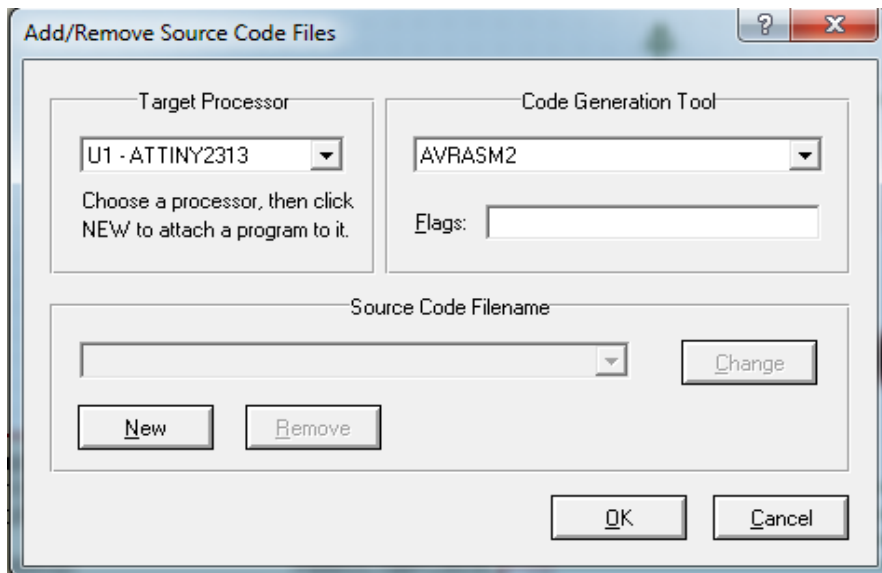 Add/Remove Source Code Files
Target Processor
Code Generation Tool
U1 - ATTINY2313
AVRASM2
Choose a processor, then click
NEW to attach a program to it.
Flags:
Source Code Filename
Change
New
Remove
OK
Cancel